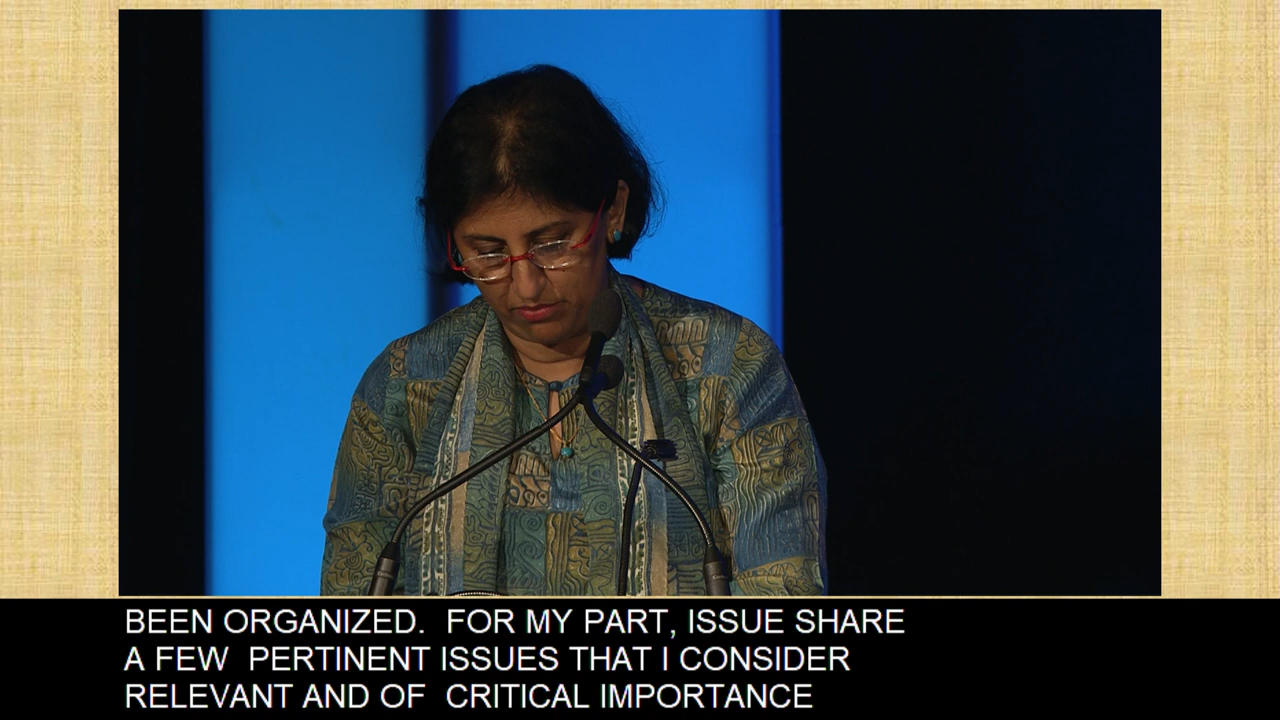 BEEN ORGANIZED.  FOR MY PART, ISSUE SHARE
A FEW  PERTINENT ISSUES THAT I CONSIDER
RELEVANT AND OF  CRITICAL IMPORTANCE